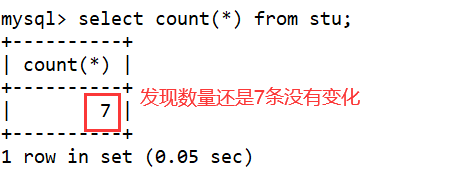 mysql> select count(*) from stu;
+----------+
| count(*) |
+----------+
|        7 |
发现数量还是7条没有变化
+----------+
1 row in set (0.05 sec)